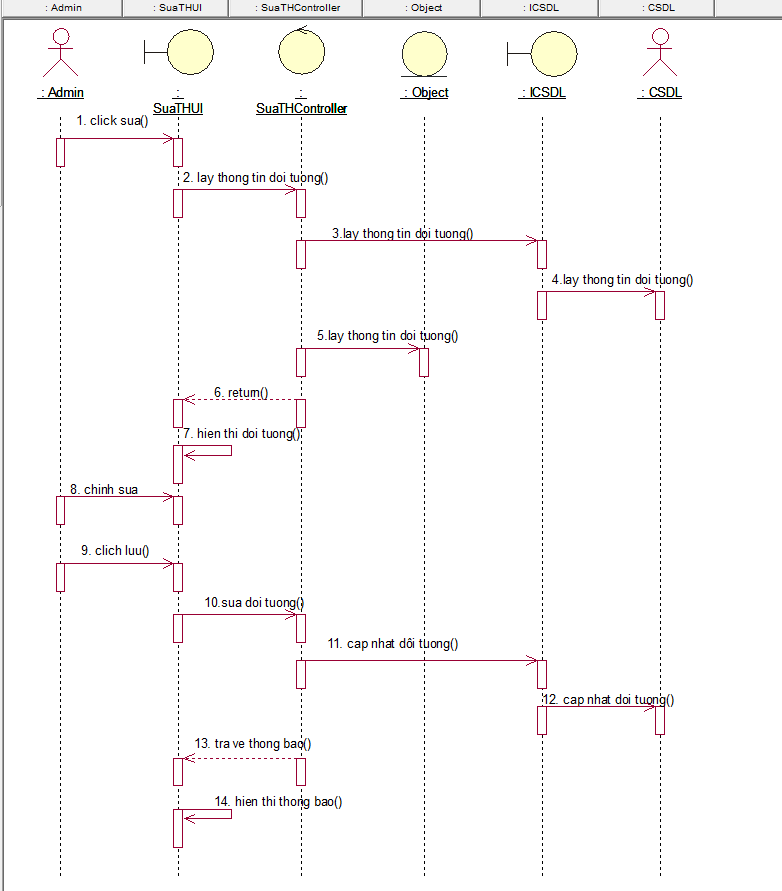 : Admin
: SuaTHUI
: SuaTHController
: Object
: ICSDL
: CSDL
: Admin
:
SuaTHUI
:
SuaTHController
: Object
: ICSDL
: CSDL
1. click sua()
2. lay thong tin doi tuong()
3.lay thong tin doi tuong()
4.lay thong tin doi tuong()
5.lay thong tin doi tuong()
6. return()
7. hien thi doi tuong()
8. chinh sua
9. clich luu()
10.sua doi tuong()
11. cap nhat dôi tuong()
12. cap nhat doi tuong()
13. tra ve thong bao()
14. hien thi thong bao()